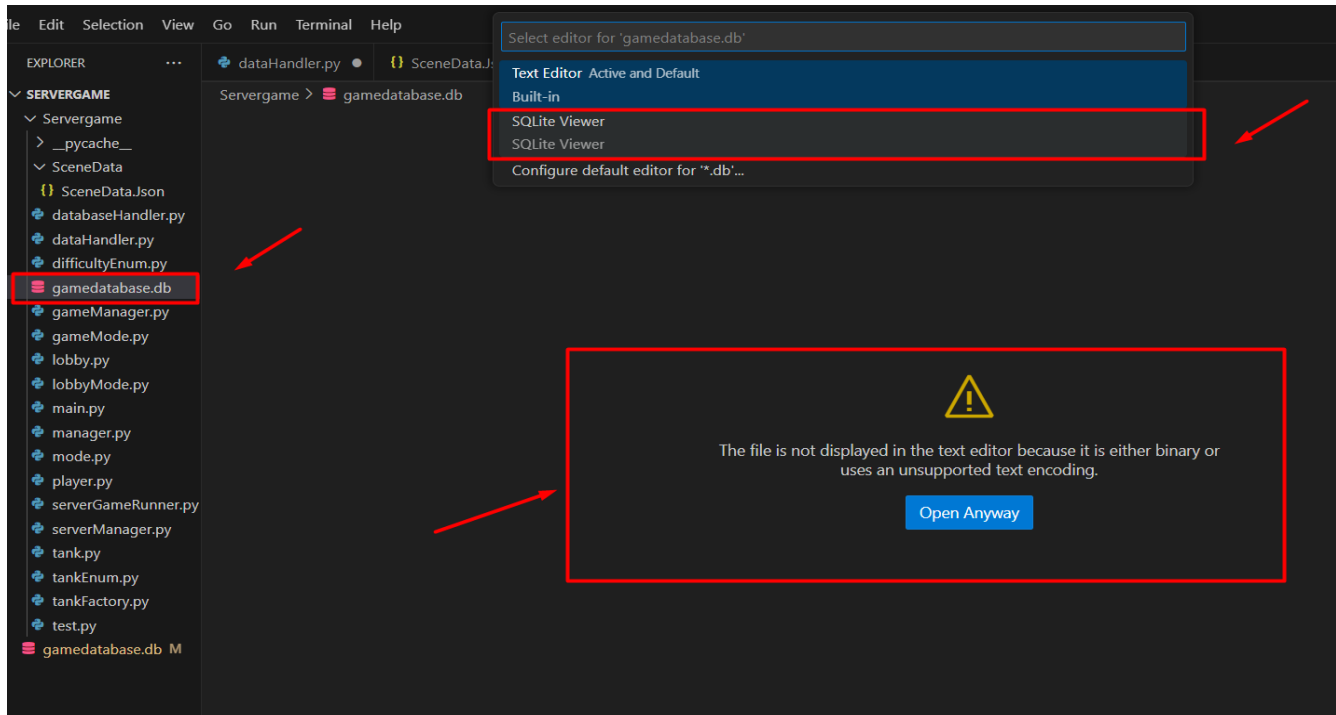 ile Edit Selection View Go Run Terminal Help
Select editor for 'gamedatabase.db'
Text Editor Active and Default
Built-in
SQLite Viewer
SQLite Viewer
Configure default editor for '*.db'...
EXPLORER ...
SERVERGAME
Servergame
__pycache__
SceneData
{} SceneData.Json
databaseHandler.py
dataHandler.py
difficultyEnum.py
gamedatabase.db
gameManager.py
gameMode.py
lobby.py
lobbyMode.py
main.py
manager.py
mode.py
player.py
serverGameRunner.py
serverManager.py
tank.py
tankEnum.py
tankFactory.py
test.py
gamedatabase.db M
dataHandler.py ● {} SceneData.J
Servergame > gamedatabase.db
The file is not displayed in the text editor because it is either binary or
uses an unsupported text encoding.
Open Anyway